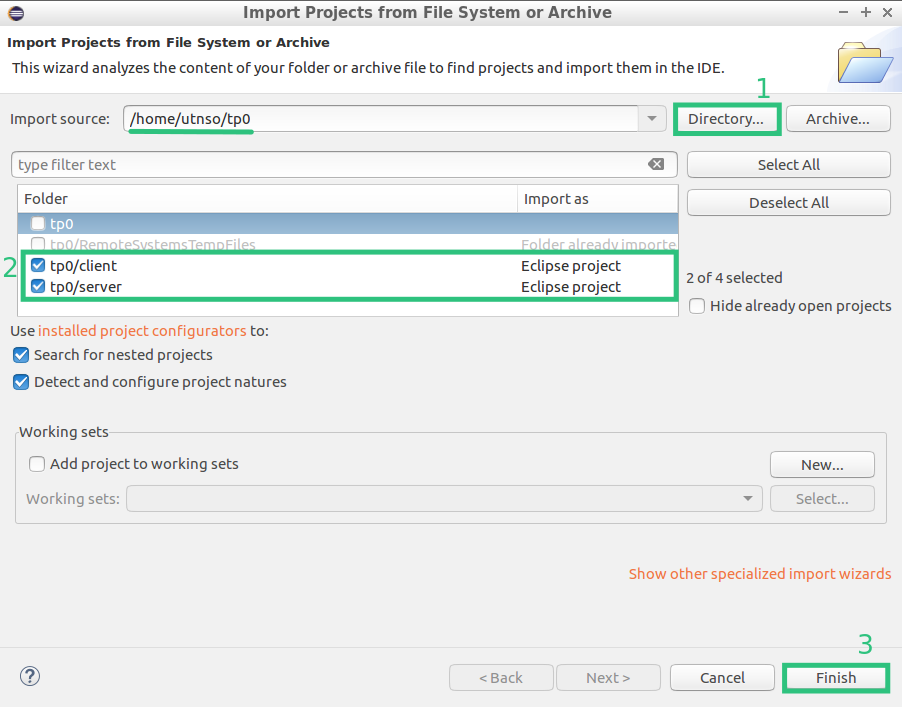 Import Projects from File System or Archive
Import Projects from File System or Archive
This wizard analyzes the content of your folder or archive file to find projects and import them in the IDE.
1
Import source: /home/utnso/tp0 Directory... Archive...
type filter text Select All
Folder Import as Deselect All
tp0
tp0/RemoteSystemsTempFiles Folder already importe
2 tp0/client Eclipse project
tp0/server Eclipse project
2 of 4 selected
Hide already open projects
Use installed project configurators to:
Search for nested projects
Detect and configure project natures
Working sets
Add project to working sets New...
Working sets: Select...
Show other specialized import wizards
3
? < Back Next > Cancel Finish